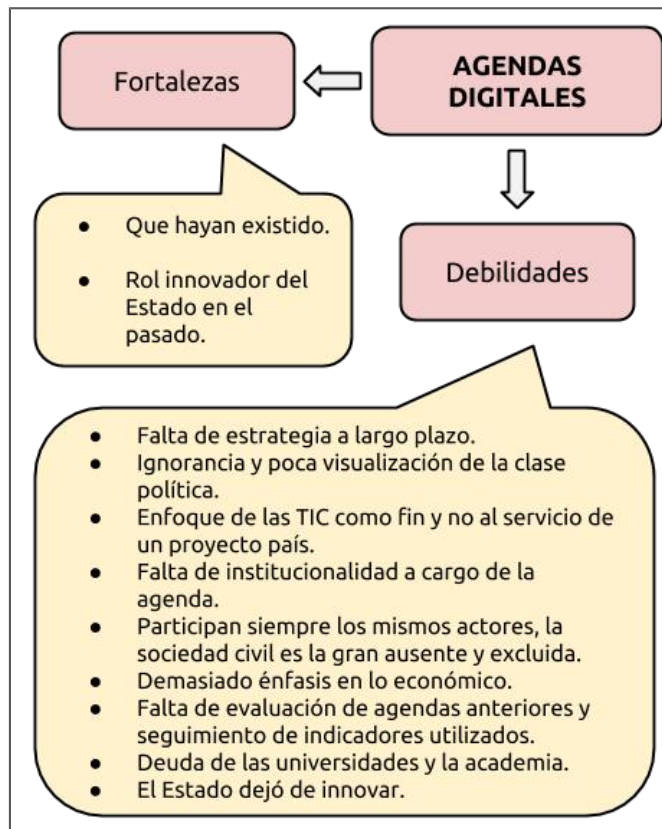 Fortalezas
AGENDAS
DIGITALES
● Que hayan existido.
● Rol innovador del
Estado en el
pasado.
Debilidades
● Falta de estrategia a largo plazo.
● Ignorancia y poca visualización de la clase
política.
● Enfoque de las TIC como fin y no al servicio de
un proyecto país.
● Falta de institucionalidad a cargo de la
agenda.
● Participan siempre los mismos actores, la
sociedad civil es la gran ausente y excluida.
● Demasiado énfasis en lo económico.
● Falta de evaluación de agendas anteriores y
seguimiento de indicadores utilizados.
● Deuda de las universidades y la academia.
● El Estado dejó de innovar.